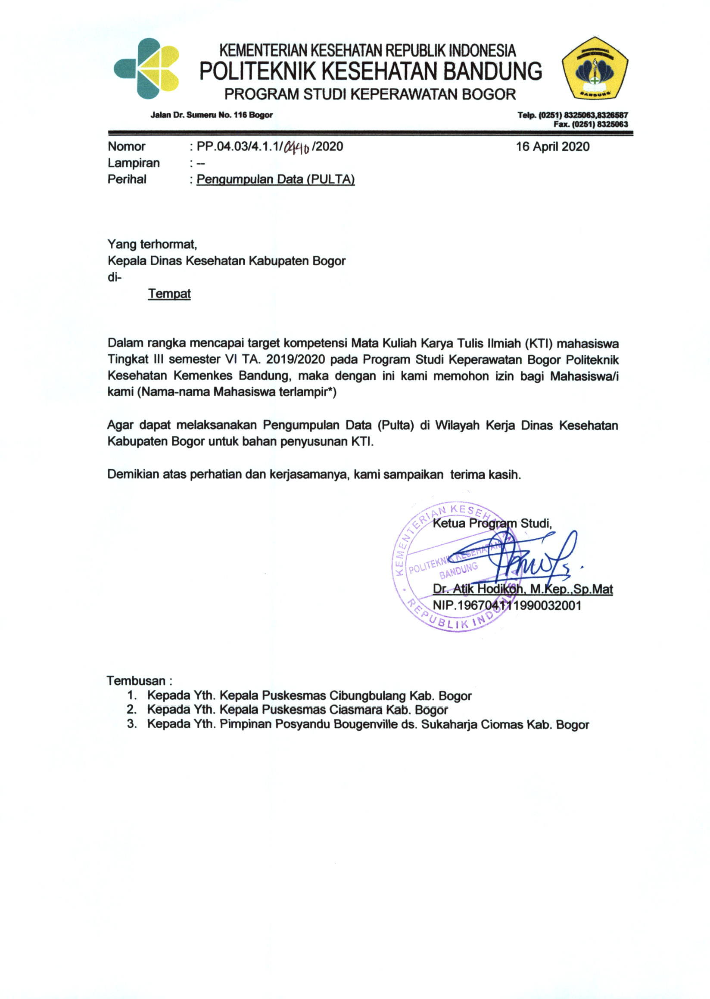 KEMENTERIAN KESEHATAN REPUBLIK INDONESIA
POLITEKNIK KESEHATAN BANDUNG
PROGRAM STUDI KEPERAWATAN BOGOR
BANDUNG
Jalan Dr. Sumeru No. 116 Bogor
Telp. (0251) 8325063,8326587
Fax. (0251) 8325063
Nomor : PP.04.03/4.1.1/0440/2020 16 April 2020
Lampiran : --
Perihal : Pengumpulan Data (PULTA)
Yang terhormat,
Kepala Dinas Kesehatan Kabupaten Bogor
di-
Tempat
Dalam rangka mencapai target kompetensi Mata Kuliah Karya Tulis Ilmiah (KTI) mahasiswa
Tingkat III semester VI TA. 2019/2020 pada Program Studi Keperawatan Bogor Politeknik
Kesehatan Kemenkes Bandung, maka dengan ini kami memohon izin bagi Mahasiswa/i
kami (Nama-nama Mahasiswa terlampir*)
Agar dapat melaksanakan Pengumpulan Data (Pulta) di Wilayah Kerja Dinas Kesehatan
Kabupaten Bogor untuk bahan penyusunan KTI.
Demikian atas perhatian dan kerjasamanya, kami sampaikan terima kasih.
Ketua Program Studi,
KEMENTERIAN KESEHATAN
POLITEKNIK KESEHATAN
BANDUNG
REPUBLIK INDONESIA
Dr. Atik Hodikoh, M.Kep.,Sp.Mat
NIP.196704111990032001
Tembusan :
1. Kepada Yth. Kepala Puskesmas Cibungbulang Kab. Bogor
2. Kepada Yth. Kepala Puskesmas Ciasmara Kab. Bogor
3. Kepada Yth. Pimpinan Posyandu Bougenville ds. Sukaharja Ciomas Kab. Bogor